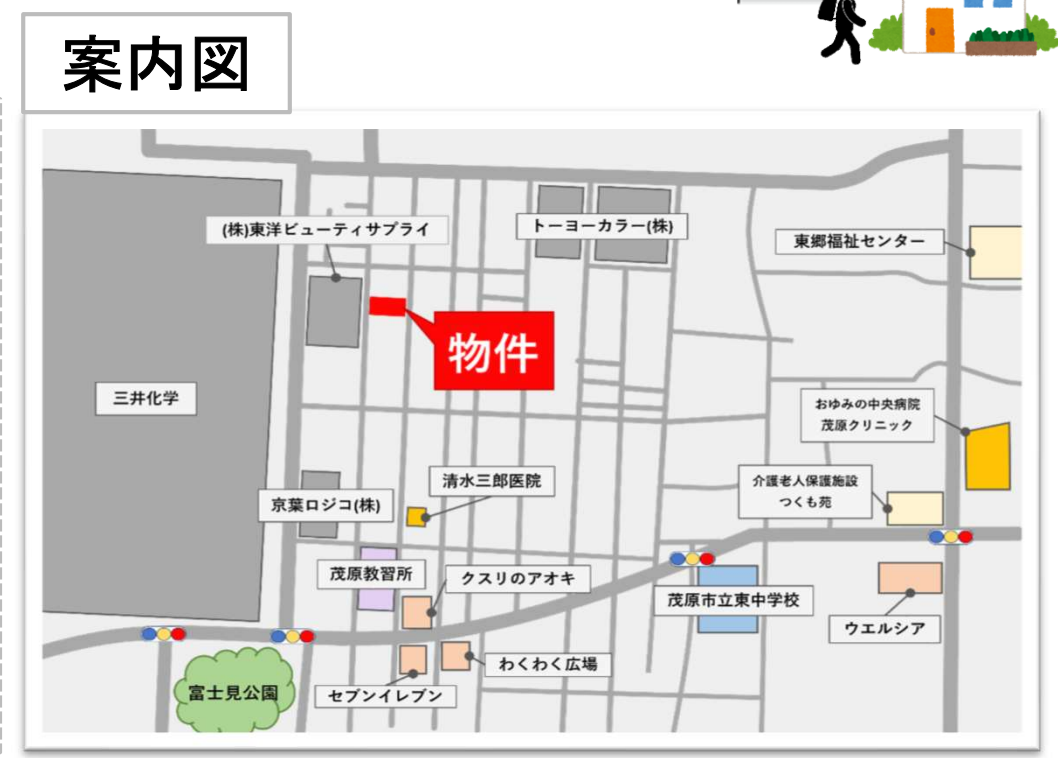 案内図
(株)東洋ビューティサプライ
トーヨーカラー(株)
東郷福祉センター
物件
三井化学
おゆみの中央病院
茂原クリニック
清水三郎医院
介護老人保護施設
つくも苑
京葉ロジコ(株)
茂原教習所
クスリのアオキ
茂原市立東中学校
ウエルシア
わくわく広場
富士見公園
セブンイレブン